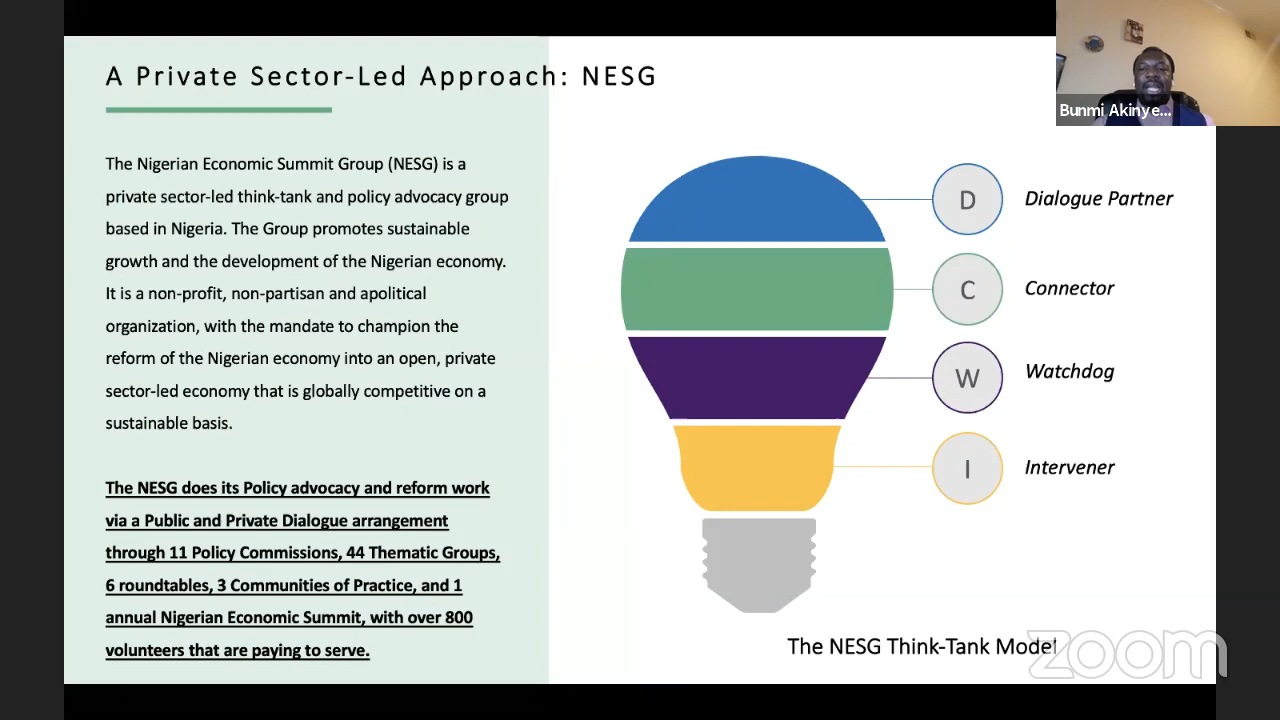 A Private Sector-Led Approach: NESG
Bunmi Akinye...
The Nigerian Economic Summit Group (NESG) is a
private sector-led think-tank and policy advocacy group
based in Nigeria. The Group promotes sustainable
growth and the development of the Nigerian economy.
It is a non-profit, non-partisan and apolitical
organization, with the mandate to champion the
reform of the Nigerian economy into an open, private
sector-led economy that is globally competitive on a
sustainable basis.
The NESG does its Policy advocacy and reform work
via a Public and Private Dialogue arrangement
through 11 Policy Commissions, 44 Thematic Groups,
6 roundtables, 3 Communities of Practice, and 1
annual Nigerian Economic Summit, with over 800
volunteers that are paying to serve.
D Dialogue Partner
C Connector
W Watchdog
I Intervener
The NESG Think-Tank Model
zoom